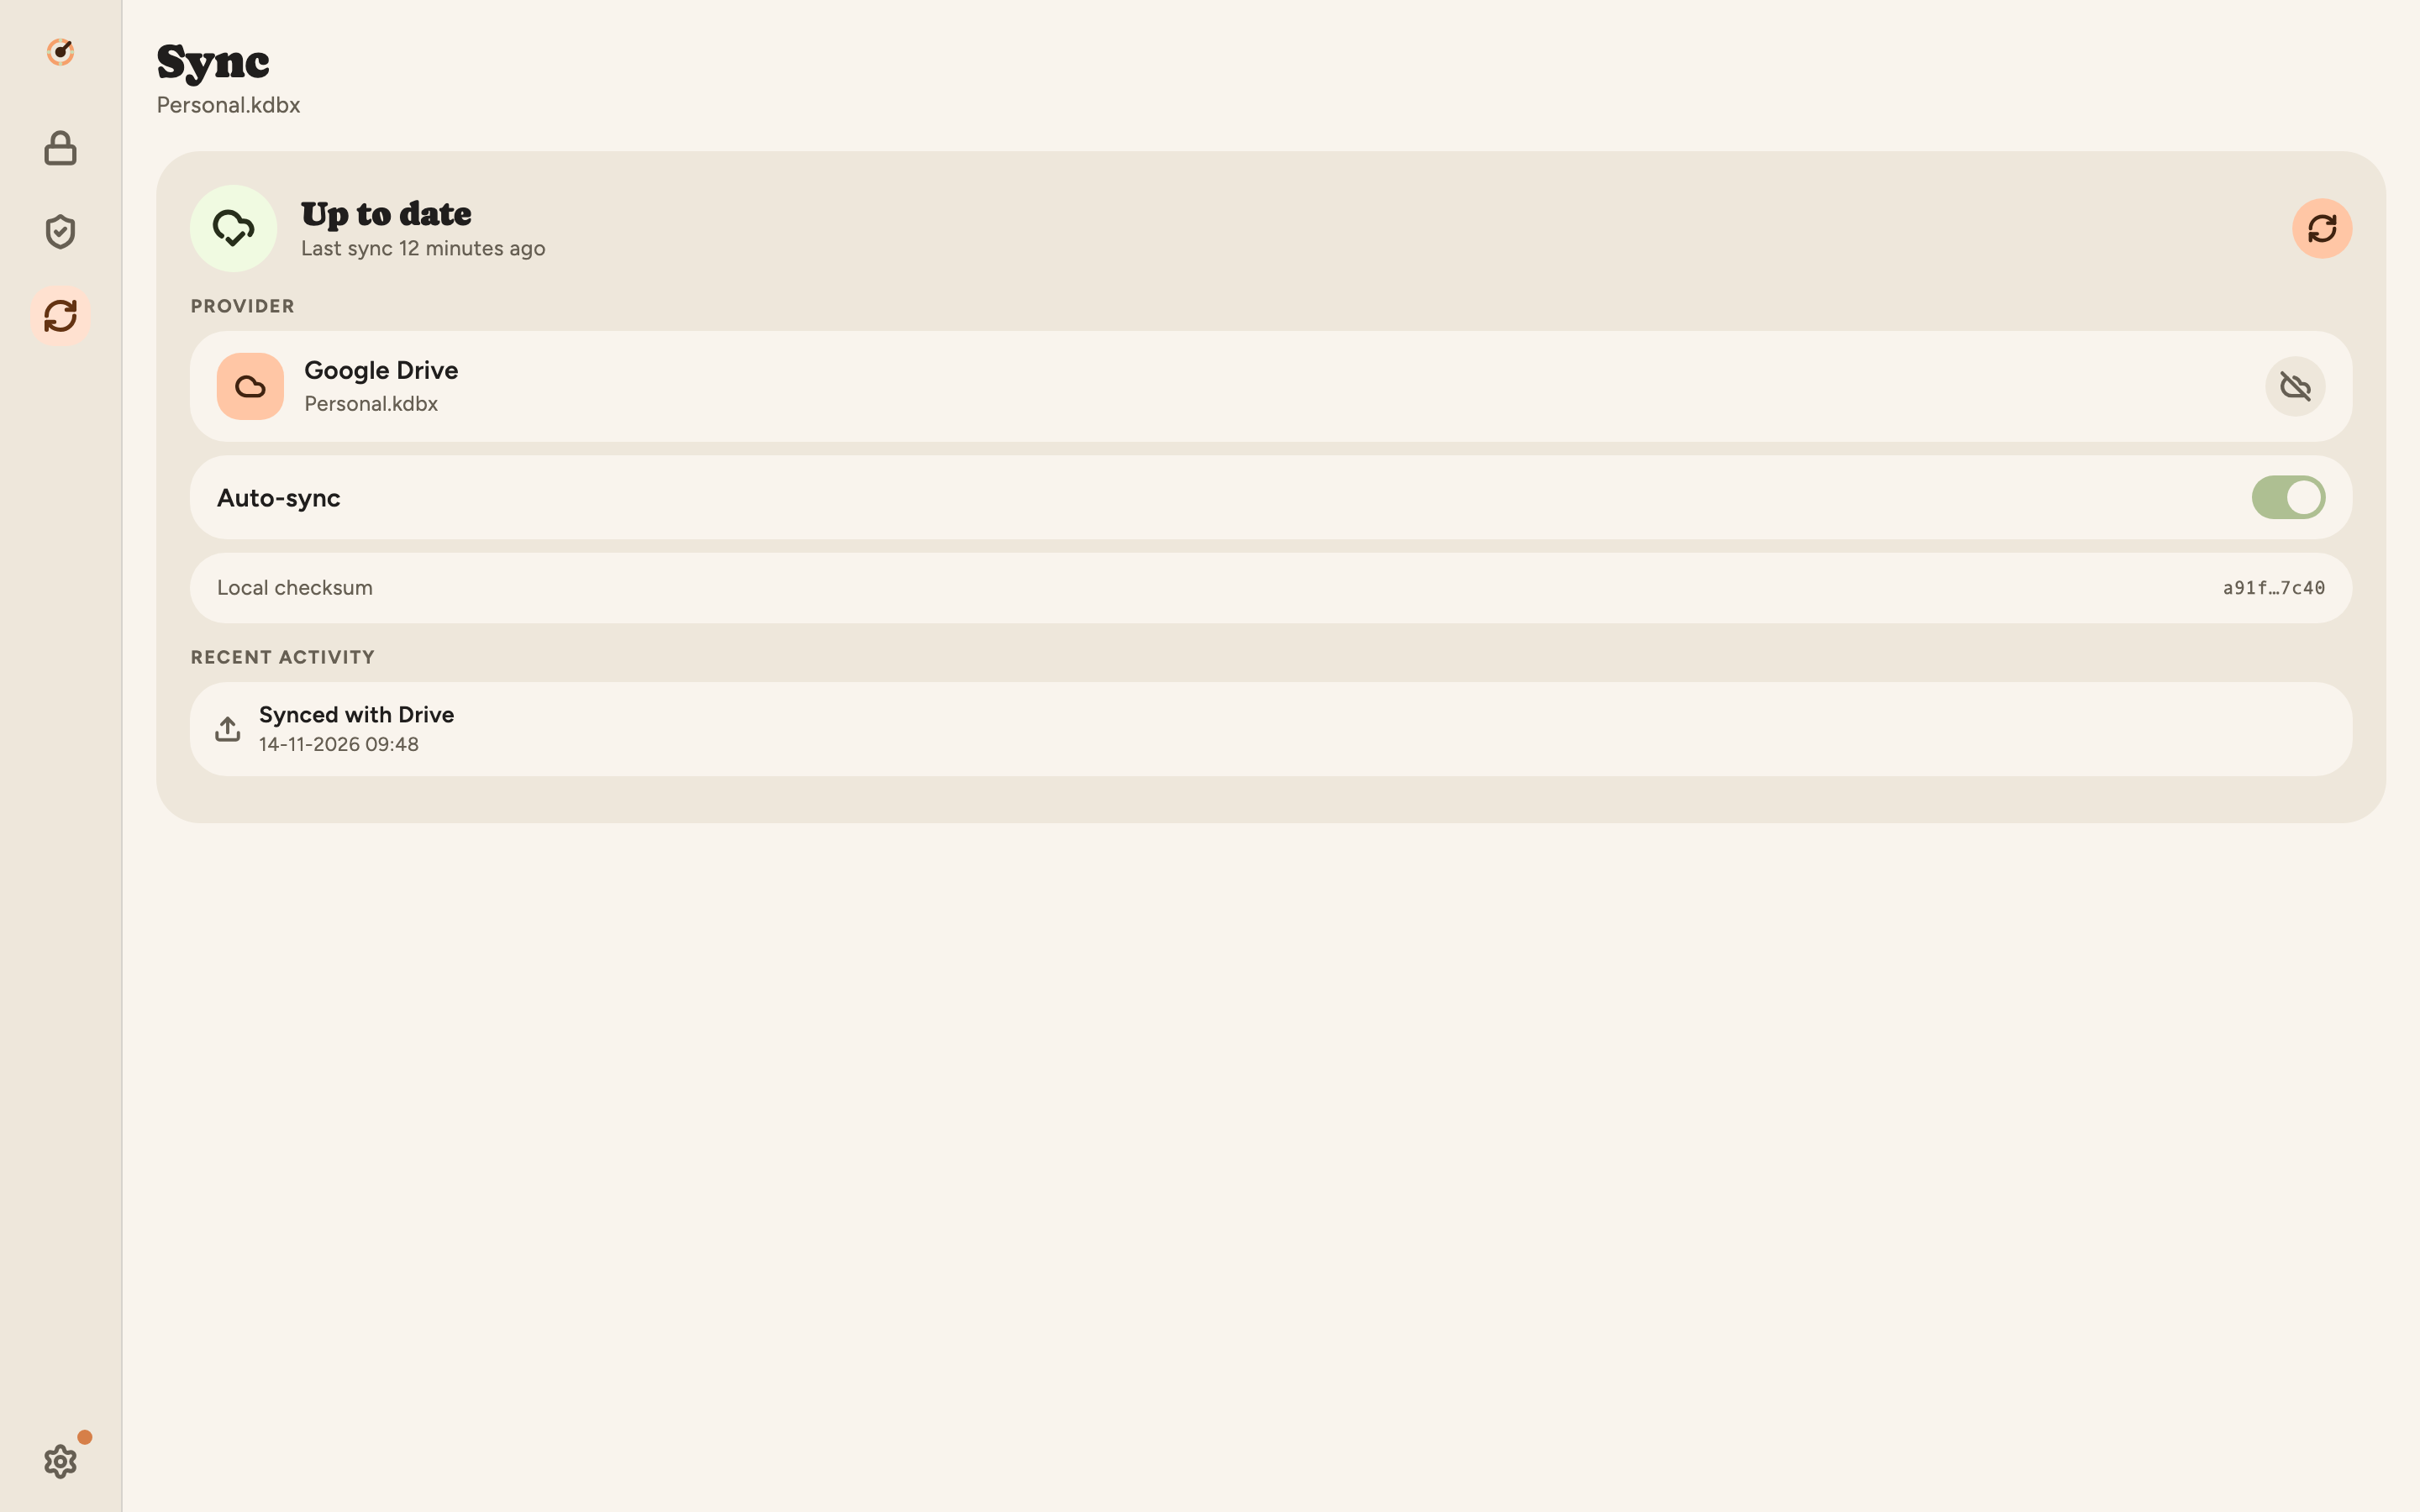 Sync
Personal.kdbx
Up to date
Last sync 12 minutes ago
PROVIDER
Google Drive
Personal.kdbx
Auto-sync
Local checksum
a91f…7c40
RECENT ACTIVITY
Synced with Drive
14-11-2026 09:48